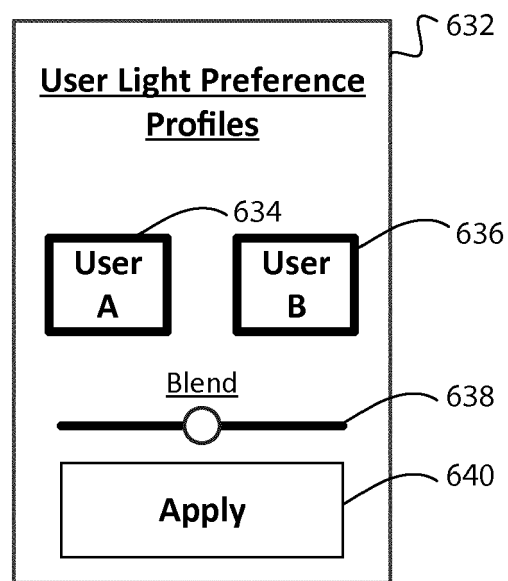 632
User Light Preference
Profiles
634
636
User
A
User
B
Blend
638
640
Apply